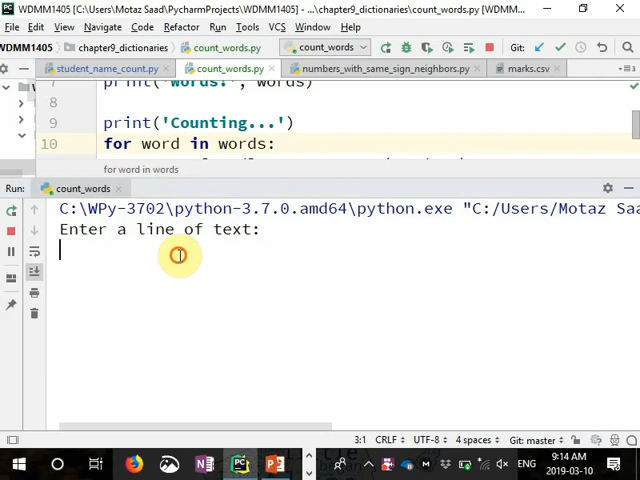 WDMM1405 [C:\Users\Motaz Saad\PycharmProjects\WDMM1405] - ...\chapter9_dictionaries\count_words.py
File Edit View Navigate Code Refactor Run Tools VCS Window Help
WDMM1405 chapter9_dictionaries count_words.py count_words Git:
student_name_count.py count_words.py numbers_with_same_sign_neighbors.py marks.csv
7 print('Words:', words)
8
9 print('Counting...')
10 for word in words:
for word in words
Run: count_words
C:\WPy-3702\python-3.7.0.amd64\python.exe "C:/Users/Motaz Saa
Enter a line of text:
3:1 CRLF UTF-8 4 spaces Git: master
ENG 9:14 AM
2019-03-10